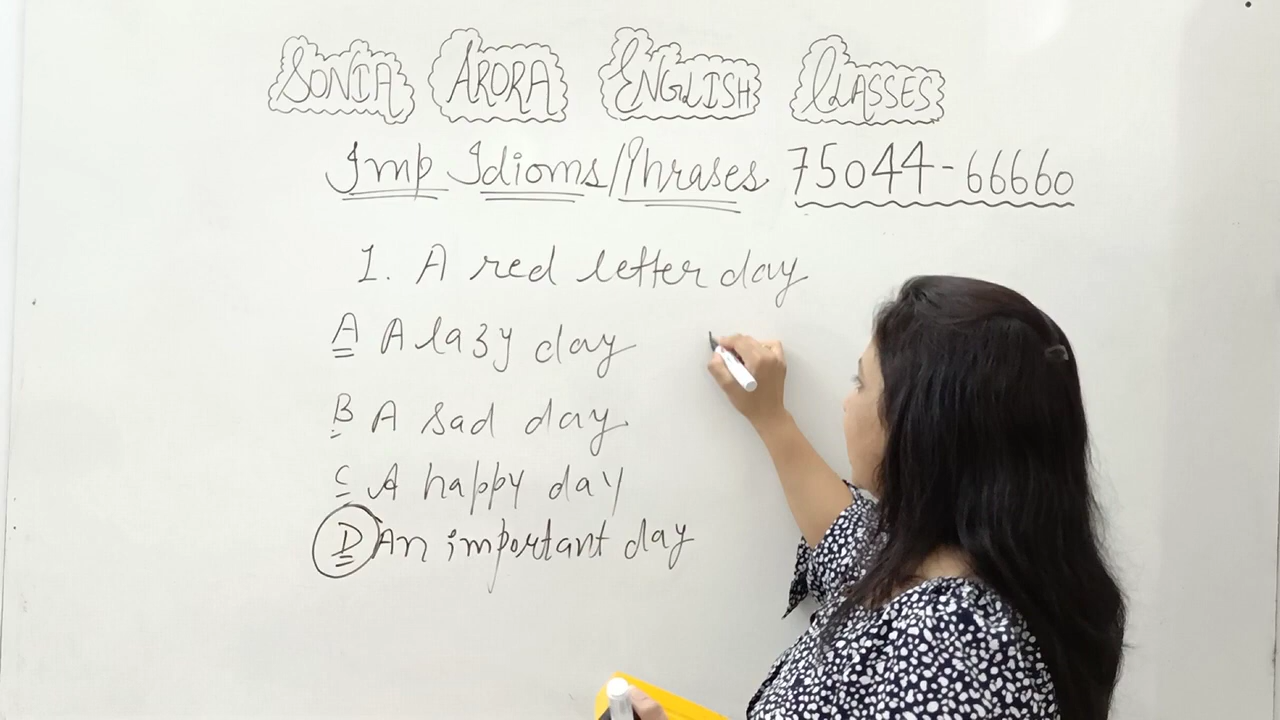 SONIA ARORA ENGLISH CLASSES
Imp Idioms/Phrases 75044-66660
1. A red letter day
A A lazy day
B A sad day
C A happy day
D An important day